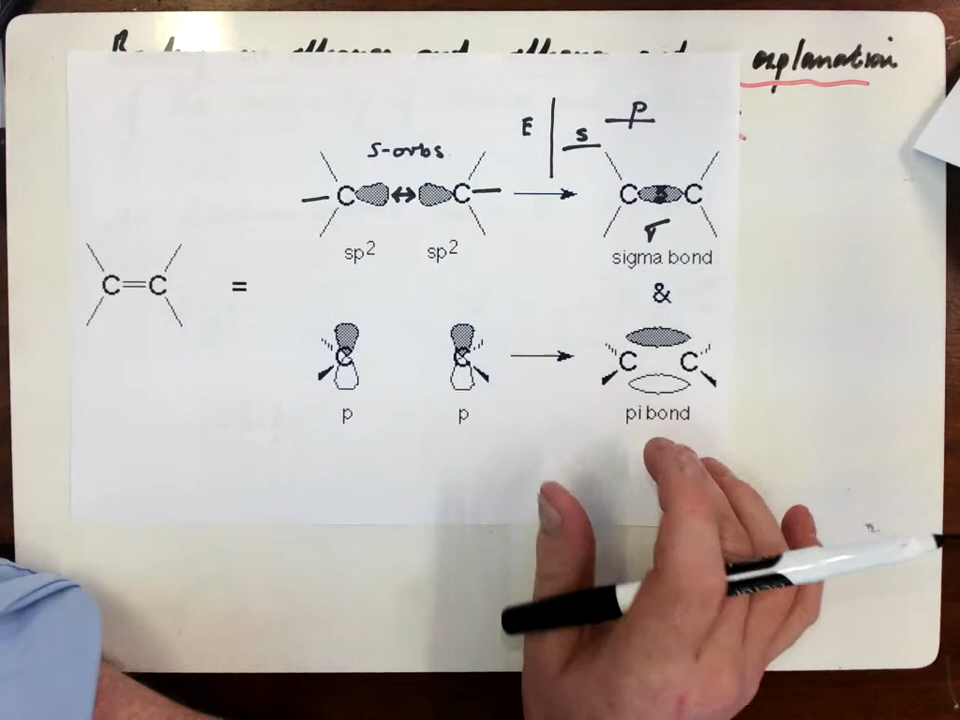 explanation
S-orbs
E S P
C C C C
sp2 sp2
σ
sigma bond
C=C =
&
C C C C
p p pi bond